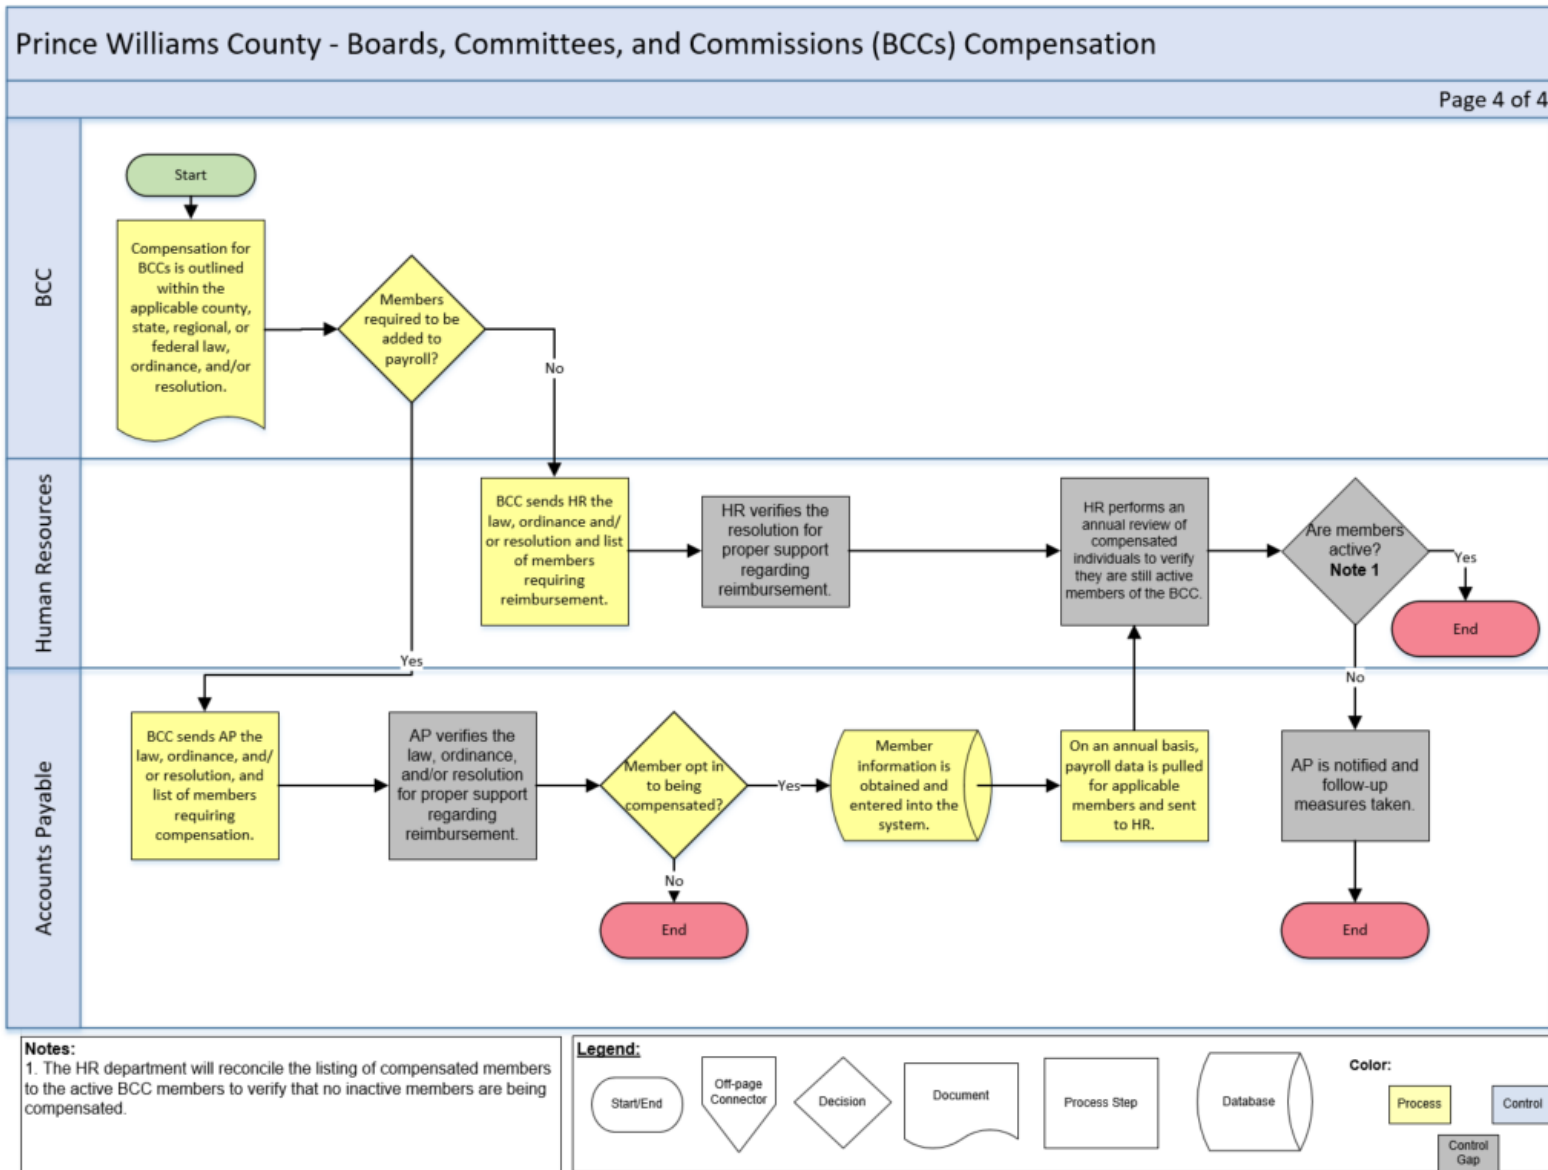 Prince Williams County - Boards, Committees, and Commissions (BCCs) Compensation
Page 4 of 4
BCC
Start
Compensation for
BCCs is outlined
within the
applicable county,
state, regional, or
federal law,
ordinance, and/or
resolution.
Members
required to be
added to
payroll?
No
Yes
Human Resources
BCC sends HR the
law, ordinance and/
or resolution and list
of members
requiring
reimbursement.
HR verifies the
resolution for
proper support
regarding
reimbursement.
HR performs an
annual review of
compensated
individuals to verify
they are still active
members of the BCC.
Are members
active?
Note 1
Yes
End
No
Accounts Payable
BCC sends AP the
law, ordinance, and/
or resolution, and
list of members
requiring
compensation.
AP verifies the
law, ordinance,
and/or resolution
for proper support
regarding
reimbursement.
Member opt in
to being
compensated?
Yes
No
End
Member
information is
obtained and
entered into the
system.
On an annual basis,
payroll data is pulled
for applicable
members and sent
to HR.
AP is notified and
follow-up
measures taken.
End
Notes:
1. The HR department will reconcile the listing of compensated members
to the active BCC members to verify that no inactive members are being
compensated.
Legend:
Start/End
Off-page
Connector
Decision
Document
Process Step
Database
Color:
Process
Control
Control
Gap